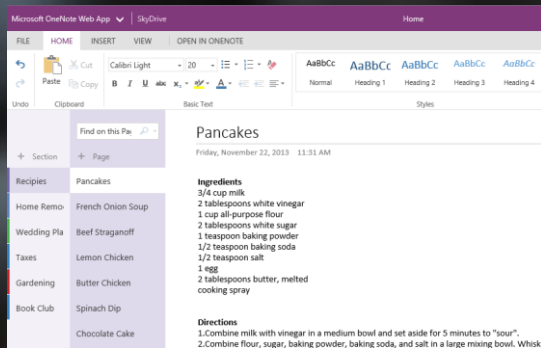 Microsoft OneNote Web App SkyDrive Home
FILE HOME INSERT VIEW OPEN IN ONENOTE
Paste
Cut
Copy
Calibri Light 20
B I U abc x₂ A
AaBbCc AaBbCc AaBbCc AaBbCc AaBbCc
Normal Heading 1 Heading 2 Heading 3 Heading 4
Undo Clipboard Basic Text Styles
Find on this Pag
+ Section + Page
Recipies
Home Remo
Wedding Pla
Taxes
Gardening
Book Club
Pancakes
French Onion Soup
Beef Straganoff
Lemon Chicken
Butter Chicken
Spinach Dip
Chocolate Cake
Pancakes
Friday, November 22, 2013 11:31 AM
Ingredients
3/4 cup milk
2 tablespoons white vinegar
1 cup all-purpose flour
2 tablespoons white sugar
1 teaspoon baking powder
1/2 teaspoon baking soda
1/2 teaspoon salt
1 egg
2 tablespoons butter, melted
cooking spray
Directions
1.Combine milk with vinegar in a medium bowl and set aside for 5 minutes to "sour".
2.Combine flour, sugar, baking powder, baking soda, and salt in a large mixing bowl. Whisk